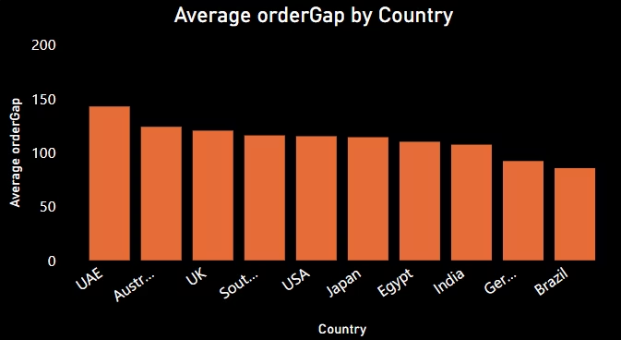 Average orderGap by Country
200
150
100
50
0
Average orderGap
UAE
Austr...
UK
Sout...
USA
Japan
Egypt
India
Ger...
Brazil
Country